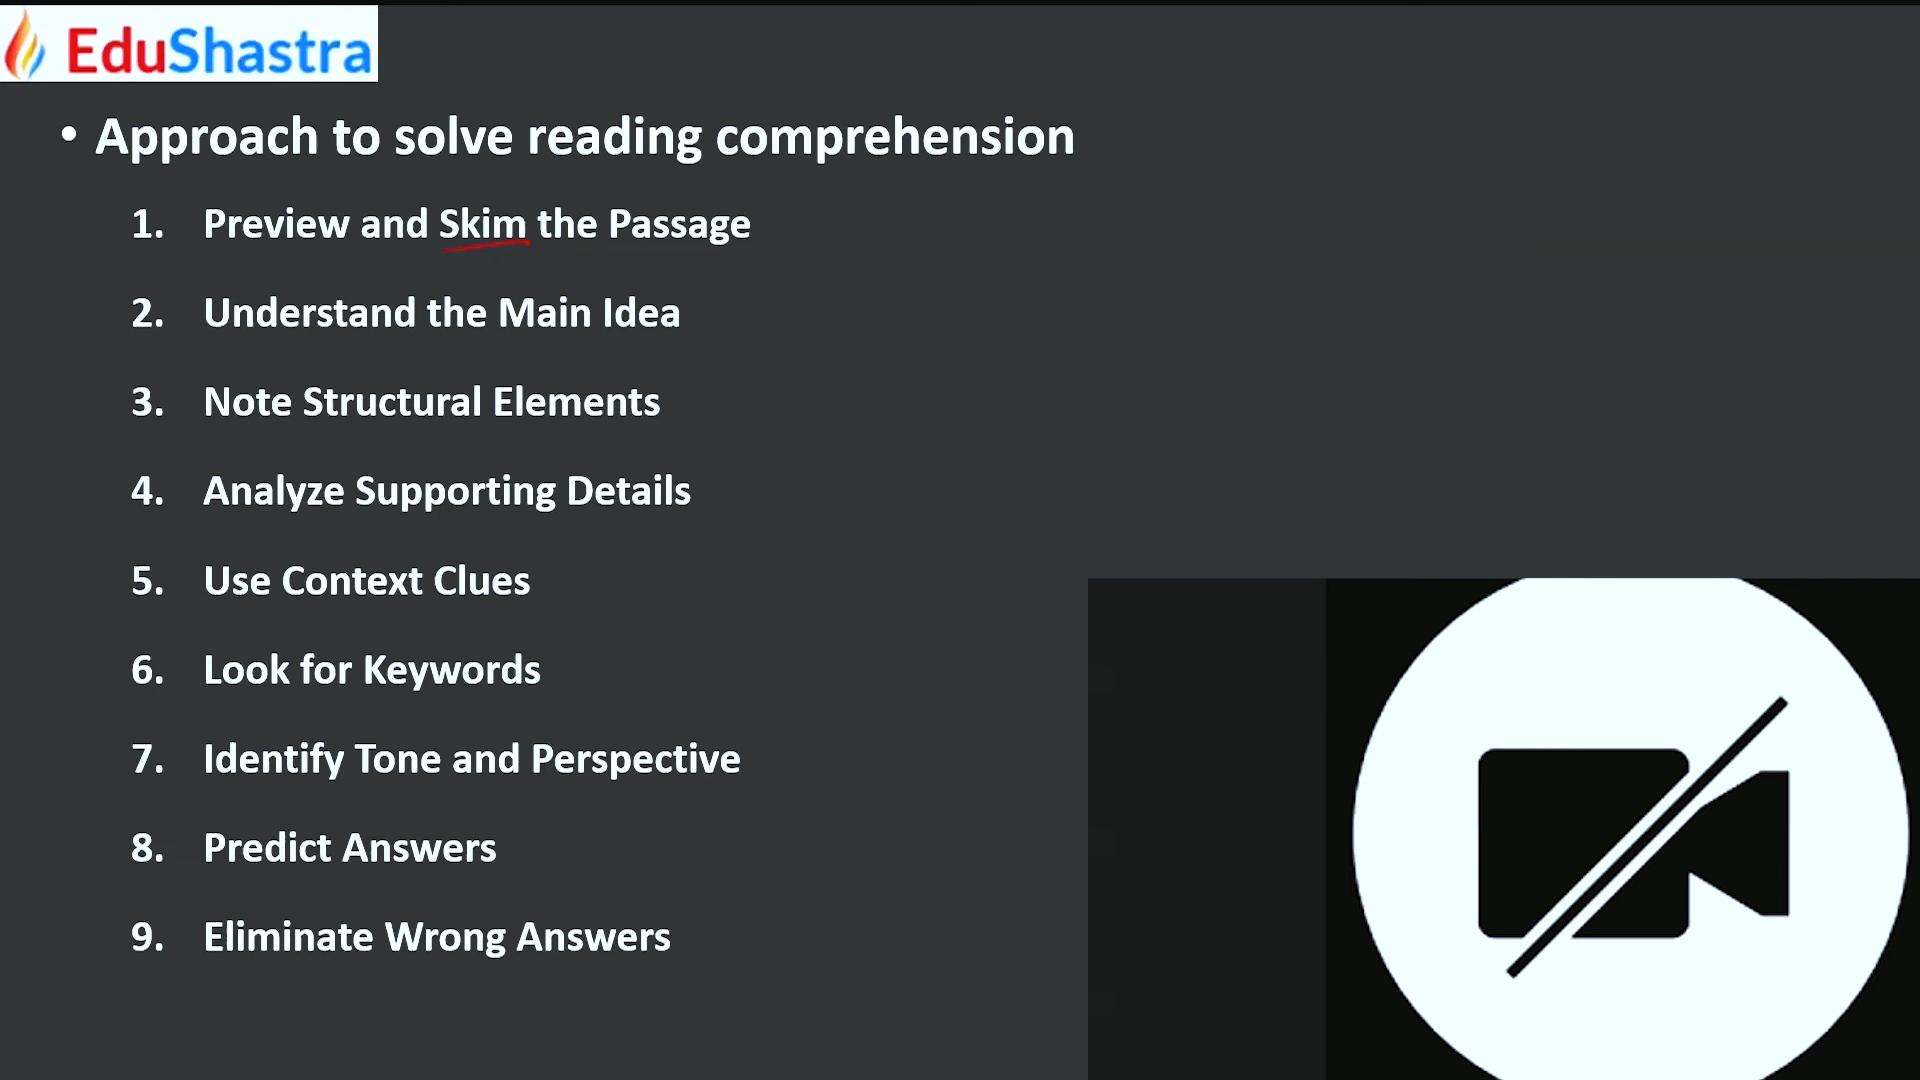 EduShastra
• Approach to solve reading comprehension
1. Preview and Skim the Passage
2. Understand the Main Idea
3. Note Structural Elements
4. Analyze Supporting Details
5. Use Context Clues
6. Look for Keywords
7. Identify Tone and Perspective
8. Predict Answers
9. Eliminate Wrong Answers